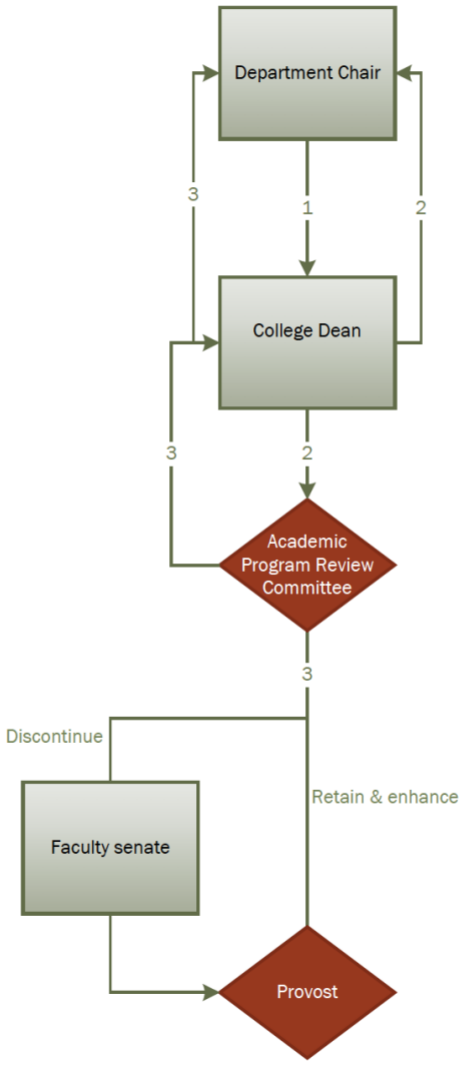 Department Chair
3
1
2
College Dean
3
2
Academic
Program Review
Committee
3
Discontinue
Retain & enhance
Faculty senate
Provost